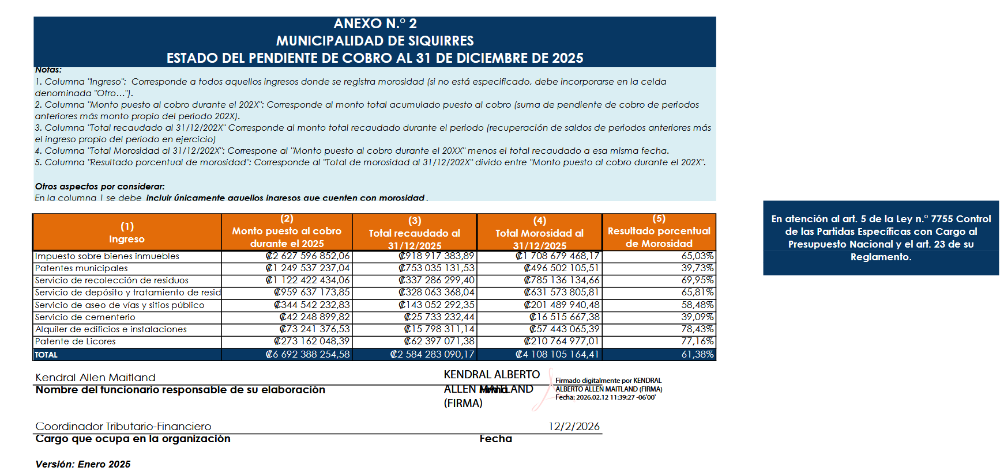 ANEXO N.° 2
MUNICIPALIDAD DE SIQUIRRES
ESTADO DEL PENDIENTE DE COBRO AL 31 DE DICIEMBRE DE 2025
Notas:
1. Columna "Ingreso":  Corresponde a todos aquellos ingresos donde se registra morosidad (si no está especificado, debe incorporarse en la celda
denominada "Otro...").
2. Columna "Monto puesto al cobro durante el 202X": Corresponde al monto total acumulado puesto al cobro (suma de pendiente de cobro de periodos
anteriores más monto propio del periodo 202X).
3. Columna "Total recaudado al 31/12/202X" Corresponde al monto total recaudado durante el periodo (recuperación de saldos de periodos anteriores más
el ingreso propio del periodo en ejercicio)
4. Columna "Total Morosidad al 31/12/202X": Correspone al "Monto puesto al cobro durante el 20XX" menos el total recaudado a esa misma fecha.
5. Columna "Resultado porcentual de morosidad": Corresponde al "Total de morosidad al 31/12/202X" divido entre "Monto puesto al cobro durante el 202X".
Otros aspectos por considerar:
En la columna 1 se debe  incluir únicamente aquellos ingresos que cuenten con morosidad .
En atención al art. 5 de la Ley n.° 7755 Control
de las Partidas Específicas con Cargo al
Presupuesto Nacional y el art. 23 de su
Reglamento.
(1)
Ingreso
(2)
Monto puesto al cobro
durante el 2025
(3)
Total recaudado al
31/12/2025
(4)
Total Morosidad al
31/12/2025
(5)
Resultado porcentual
de Morosidad
Impuesto sobre bienes inmuebles ₡2 627 596 852,06 ₡918 917 383,89 ₡1 708 679 468,17 65,03%
Patentes municipales ₡1 249 537 237,04 ₡753 035 131,53 ₡496 502 105,51 39,73%
Servicio de recolección de residuos ₡1 122 422 434,06 ₡337 286 299,40 ₡785 136 134,66 69,95%
Servicio de depósito y tratamiento de resid ₡959 637 173,85 ₡328 063 368,04 ₡631 573 805,81 65,81%
Servicio de aseo de vías y sitios público ₡344 542 232,83 ₡143 052 292,35 ₡201 489 940,48 58,48%
Servicio de cementerio ₡42 248 899,82 ₡25 733 232,44 ₡16 515 667,38 39,09%
Alquiler de edificios e instalaciones ₡73 241 376,53 ₡15 798 311,14 ₡57 443 065,39 78,43%
Patente de Licores ₡273 162 048,39 ₡62 397 071,38 ₡210 764 977,01 77,16%
TOTAL ₡6 692 388 254,58 ₡2 584 283 090,17 ₡4 108 105 164,41 61,38%
Kendral Allen Maitland
Nombre del funcionario responsable de su elaboración
KENDRAL ALBERTO
ALLEN MAITLAND
(FIRMA)
Firma
Firmado digitalmente por KENDRAL
ALBERTO ALLEN MAITLAND (FIRMA)
Fecha: 2026.02.12 11:39:27 -06'00'
Coordinador Tributario-Financiero
12/2/2026
Cargo que ocupa en la organización
Fecha
Versión: Enero 2025